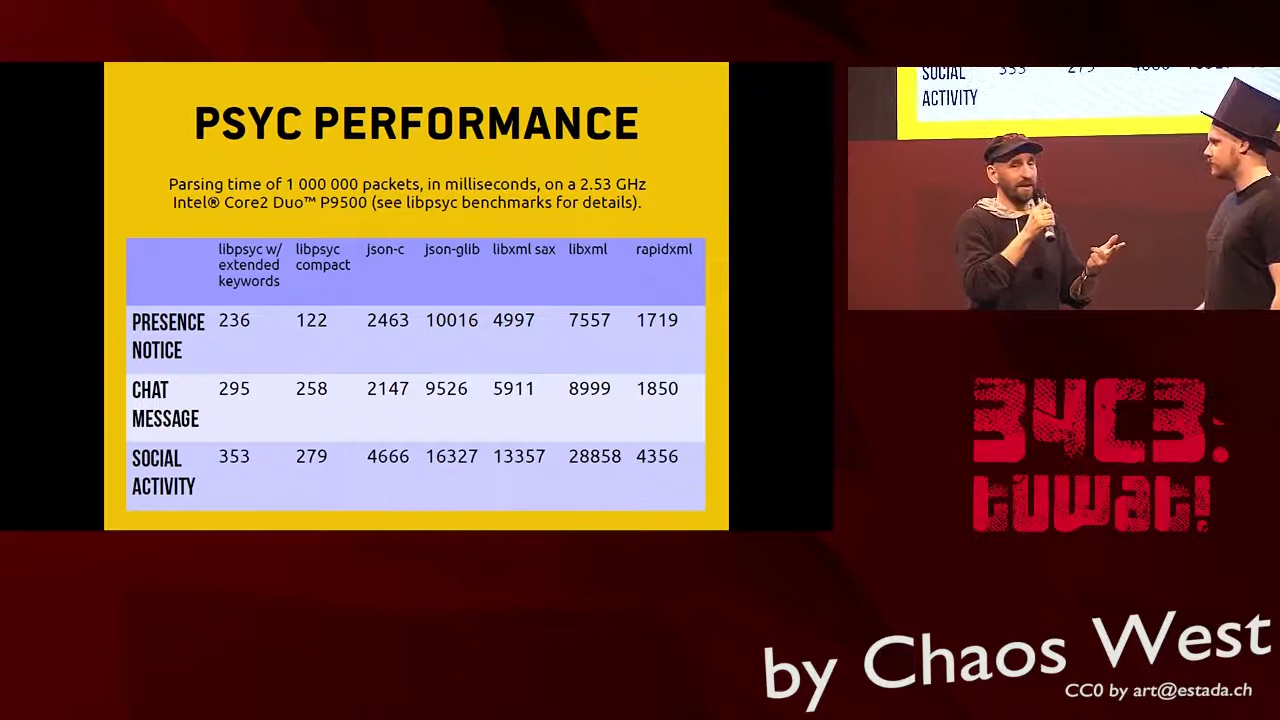 PSYC PERFORMANCE
Parsing time of 1 000 000 packets, in milliseconds, on a 2.53 GHz
Intel® Core2 Duo™ P9500 (see libpsyc benchmarks for details).
libpsyc w/ extended keywords libpsyc compact json-c json-glib libxml sax libxml rapidxml
PRESENCE NOTICE 236 122 2463 10016 4997 7557 1719
CHAT MESSAGE 295 258 2147 9526 5911 8999 1850
SOCIAL ACTIVITY 353 279 4666 16327 13357 28858 4356
SOCIAL 353 279 4666
ACTIVITY
34C3:
tuwat!
by Chaos West
CC0 by art@estada.ch